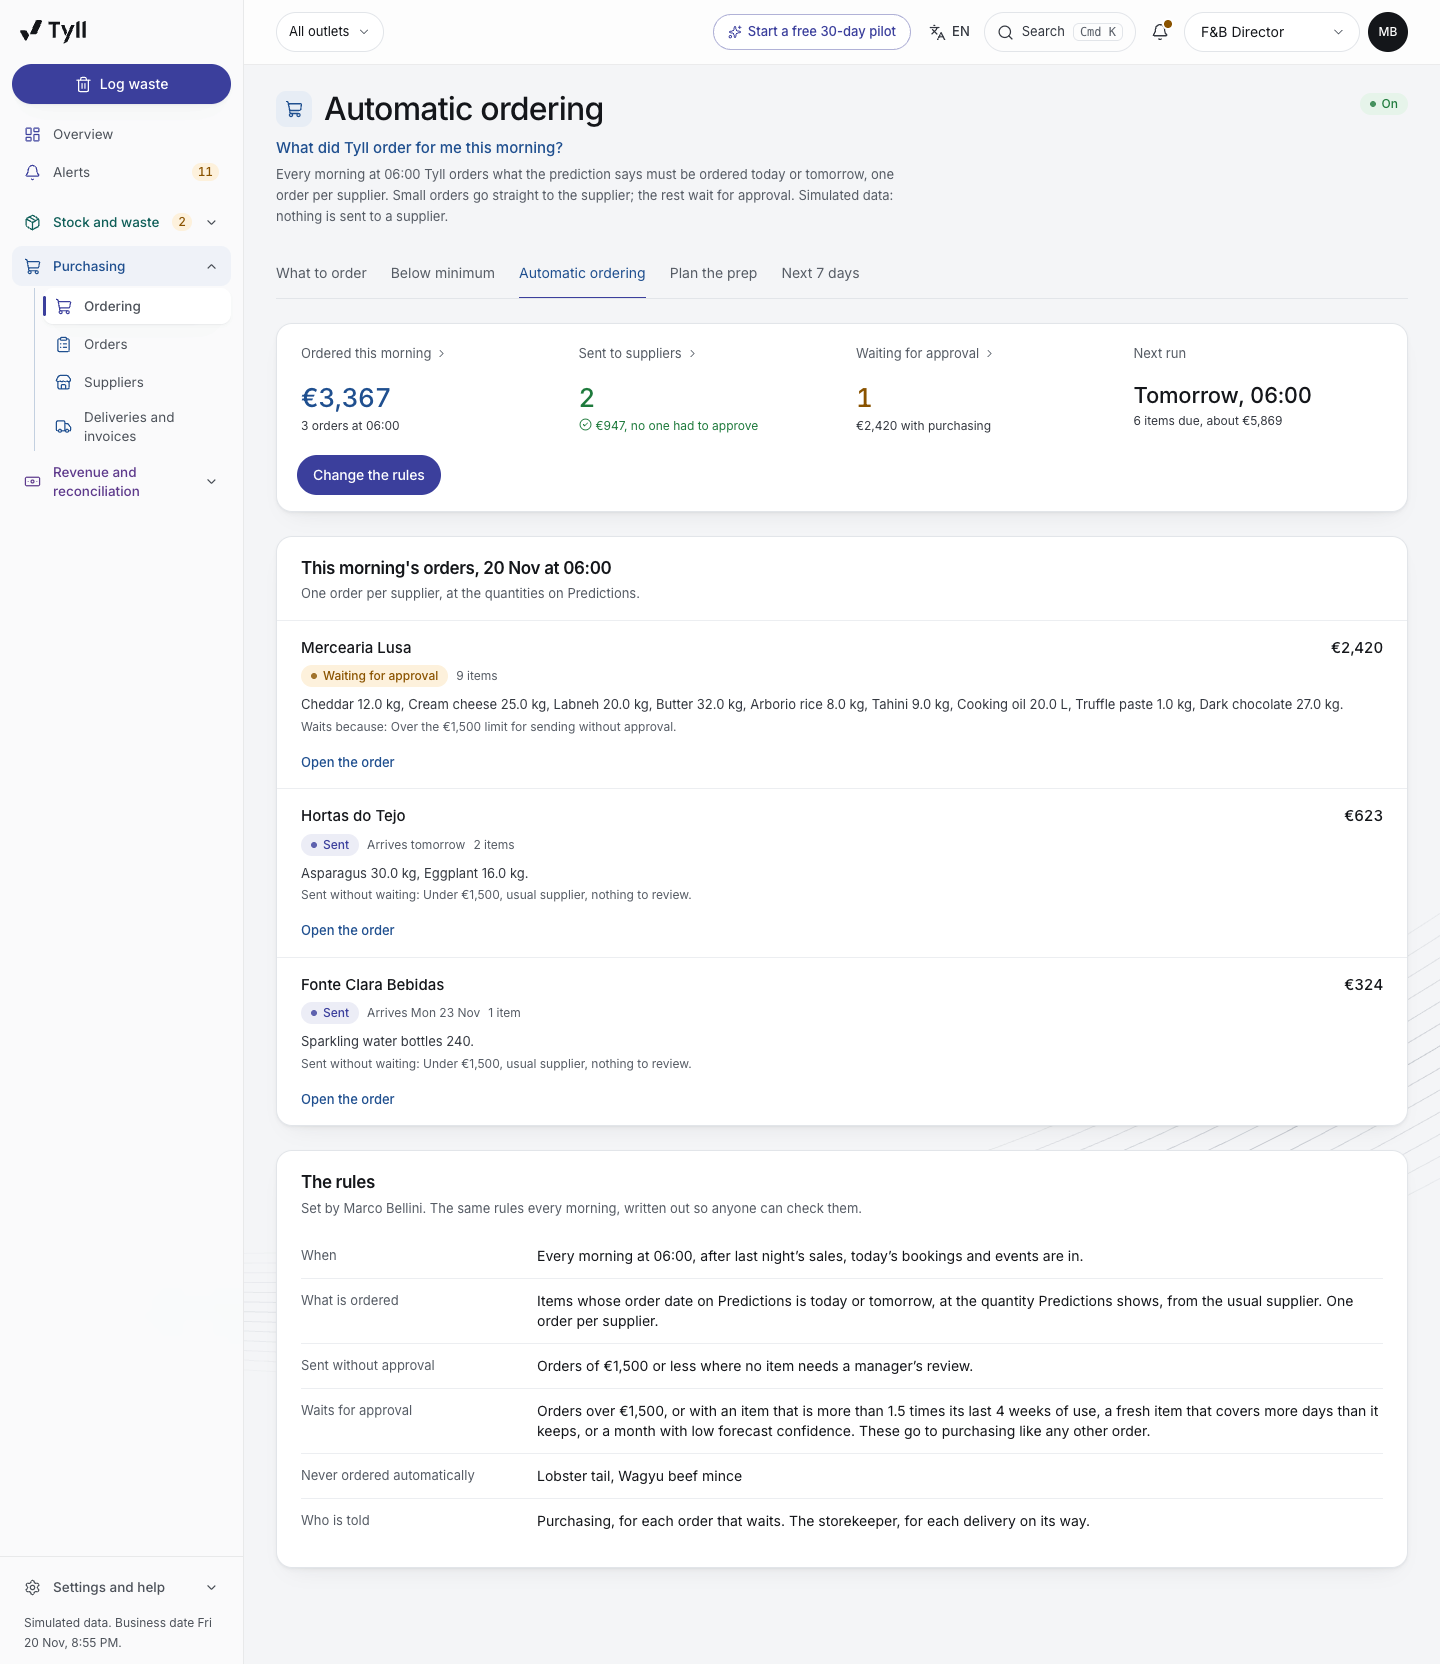 Tyll
All outlets
Start a free 30-day pilot
EN
Search Cmd K
F&B Director
MB
Log waste
Overview
Alerts 11
Stock and waste 2
Purchasing
Ordering
Orders
Suppliers
Deliveries and
invoices
Revenue and
reconciliation
Automatic ordering
On
What did Tyll order for me this morning?
Every morning at 06:00 Tyll orders what the prediction says must be ordered today or tomorrow, one
order per supplier. Small orders go straight to the supplier; the rest wait for approval. Simulated data:
nothing is sent to a supplier.
What to order
Below minimum
Automatic ordering
Plan the prep
Next 7 days
Ordered this morning
€3,367
3 orders at 06:00
Sent to suppliers
2
€947, no one had to approve
Waiting for approval
1
€2,420 with purchasing
Next run
Tomorrow, 06:00
6 items due, about €5,869
Change the rules
This morning's orders, 20 Nov at 06:00
One order per supplier, at the quantities on Predictions.
Mercearia Lusa €2,420
Waiting for approval 9 items
Cheddar 12.0 kg, Cream cheese 25.0 kg, Labneh 20.0 kg, Butter 32.0 kg, Arborio rice 8.0 kg, Tahini 9.0 kg, Cooking oil 20.0 L, Truffle paste 1.0 kg, Dark chocolate 27.0 kg.
Waits because: Over the €1,500 limit for sending without approval.
Open the order
Hortas do Tejo €623
Sent Arrives tomorrow 2 items
Asparagus 30.0 kg, Eggplant 16.0 kg.
Sent without waiting: Under €1,500, usual supplier, nothing to review.
Open the order
Fonte Clara Bebidas €324
Sent Arrives Mon 23 Nov 1 item
Sparkling water bottles 240.
Sent without waiting: Under €1,500, usual supplier, nothing to review.
Open the order
The rules
Set by Marco Bellini. The same rules every morning, written out so anyone can check them.
When
Every morning at 06:00, after last night’s sales, today’s bookings and events are in.
What is ordered
Items whose order date on Predictions is today or tomorrow, at the quantity Predictions shows, from the usual supplier. One
order per supplier.
Sent without approval
Orders of €1,500 or less where no item needs a manager’s review.
Waits for approval
Orders over €1,500, or with an item that is more than 1.5 times its last 4 weeks of use, a fresh item that covers more days than it
keeps, or a month with low forecast confidence. These go to purchasing like any other order.
Never ordered automatically
Lobster tail, Wagyu beef mince
Who is told
Purchasing, for each order that waits. The storekeeper, for each delivery on its way.
Settings and help
Simulated data. Business date Fri
20 Nov, 8:55 PM.